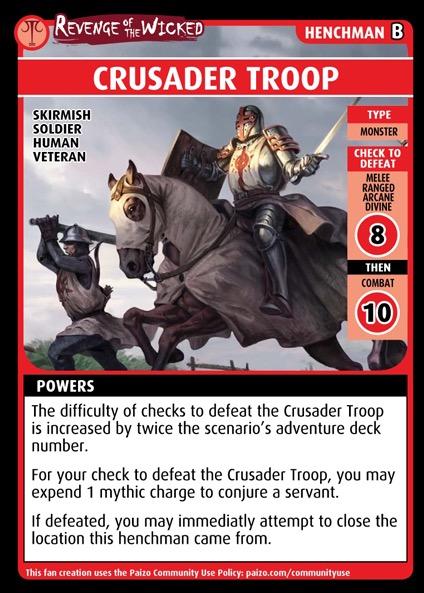 REVENGE OF THE WICKED
HENCHMAN B
CRUSADER TROOP
SKIRMISH
SOLDIER
HUMAN
VETERAN
TYPE
MONSTER
CHECK TO
DEFEAT
MELEE
RANGED
ARCANE
DIVINE
8
THEN
COMBAT
10
POWERS
The difficulty of checks to defeat the Crusader Troop
is increased by twice the scenario's adventure deck
number.
For your check to defeat the Crusader Troop, you may
expend 1 mythic charge to conjure a servant.
If defeated, you may immediatly attempt to close the
location this henchman came from.
This fan creation uses the Paizo Community Use Policy: paizo.com/communityuse